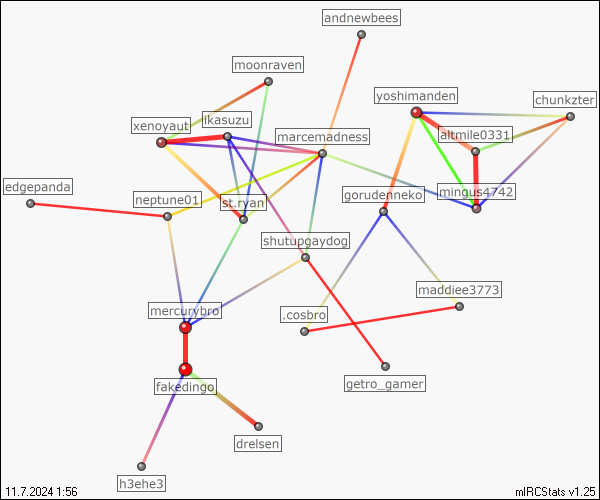 andnewbees
moonraven
yoshimanden
chunkzter
ikasuzu
xenoyaut
marcemadness
altmile0331
edgepanda
neptune01
st.ryan
gorudenneko
mingus4742
shutupgaydog
maddiee3773
mercurybro
.cosbro
fakedingo
getro_gamer
drelsen
h3ehe3
11.7.2024 1:56
mIRCStats v1.25